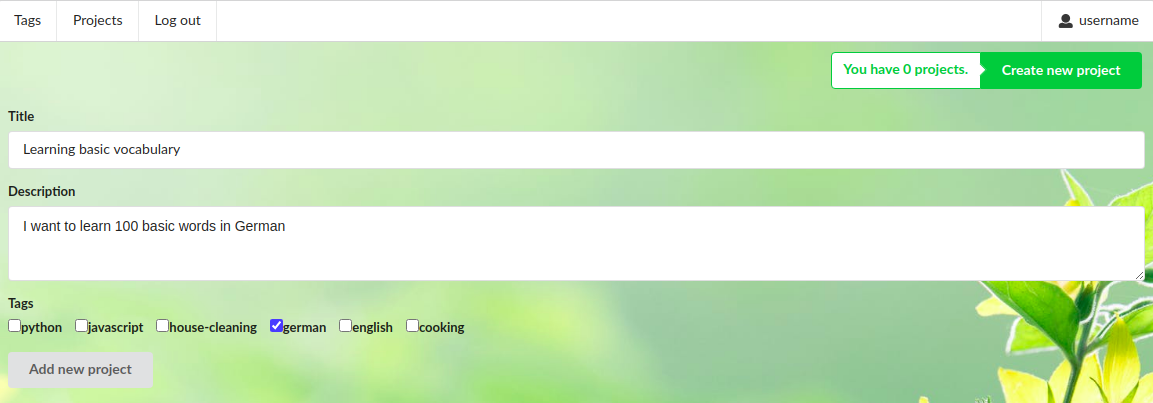 Tags Projects Log out username
You have 0 projects. Create new project
Title
Learning basic vocabulary
Description
I want to learn 100 basic words in German
Tags
python javascript house-cleaning german english cooking
Add new project